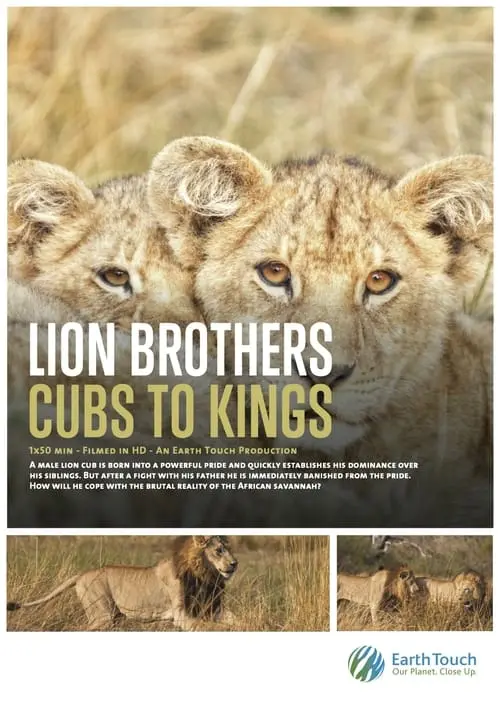 LION BROTHERS
CUBS TO KINGS
1x50 min - Filmed in HD - An Earth Touch Production
A male lion cub is born into a powerful pride and quickly establishes his dominance over
his siblings. But after a fight with his father he is immediately banished from the pride.
How will he cope with the brutal reality of the African savannah?
EarthTouch
Our Planet. Close Up.